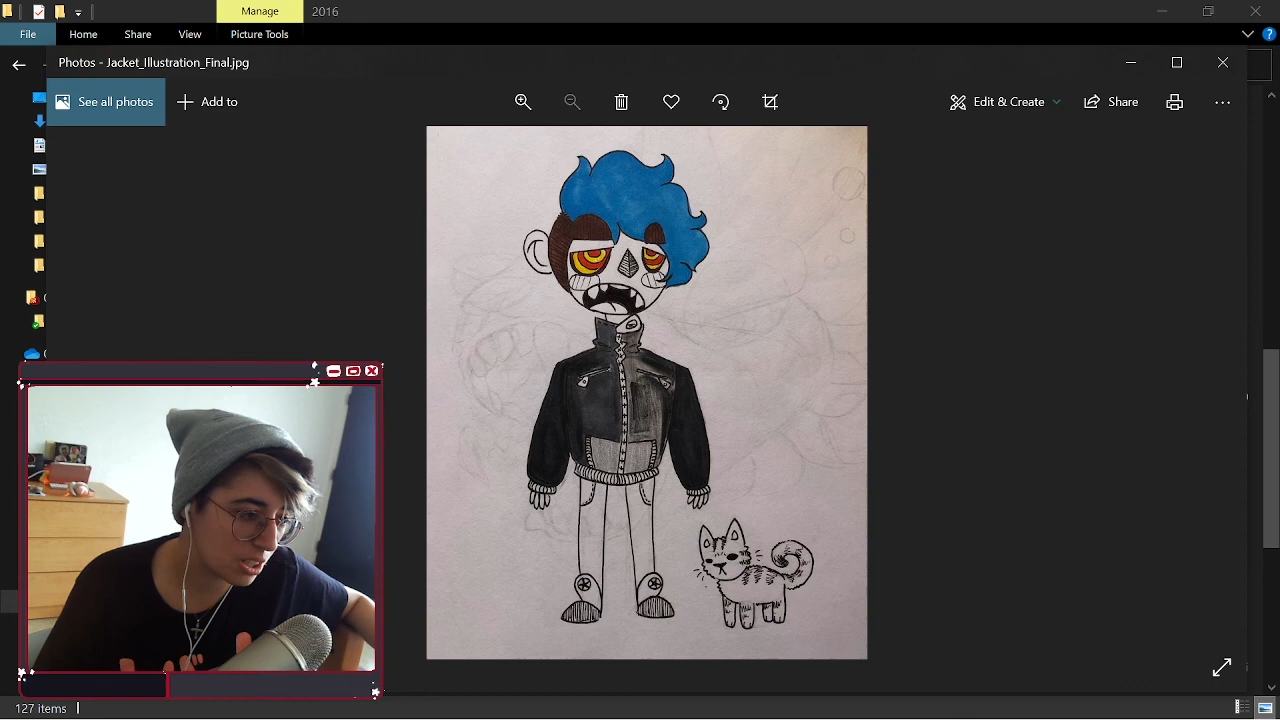 Manage 2016
File Home Share View Picture Tools
Photos - Jacket_Illustration_Final.jpg
See all photos Add to Edit & Create Share
127 items